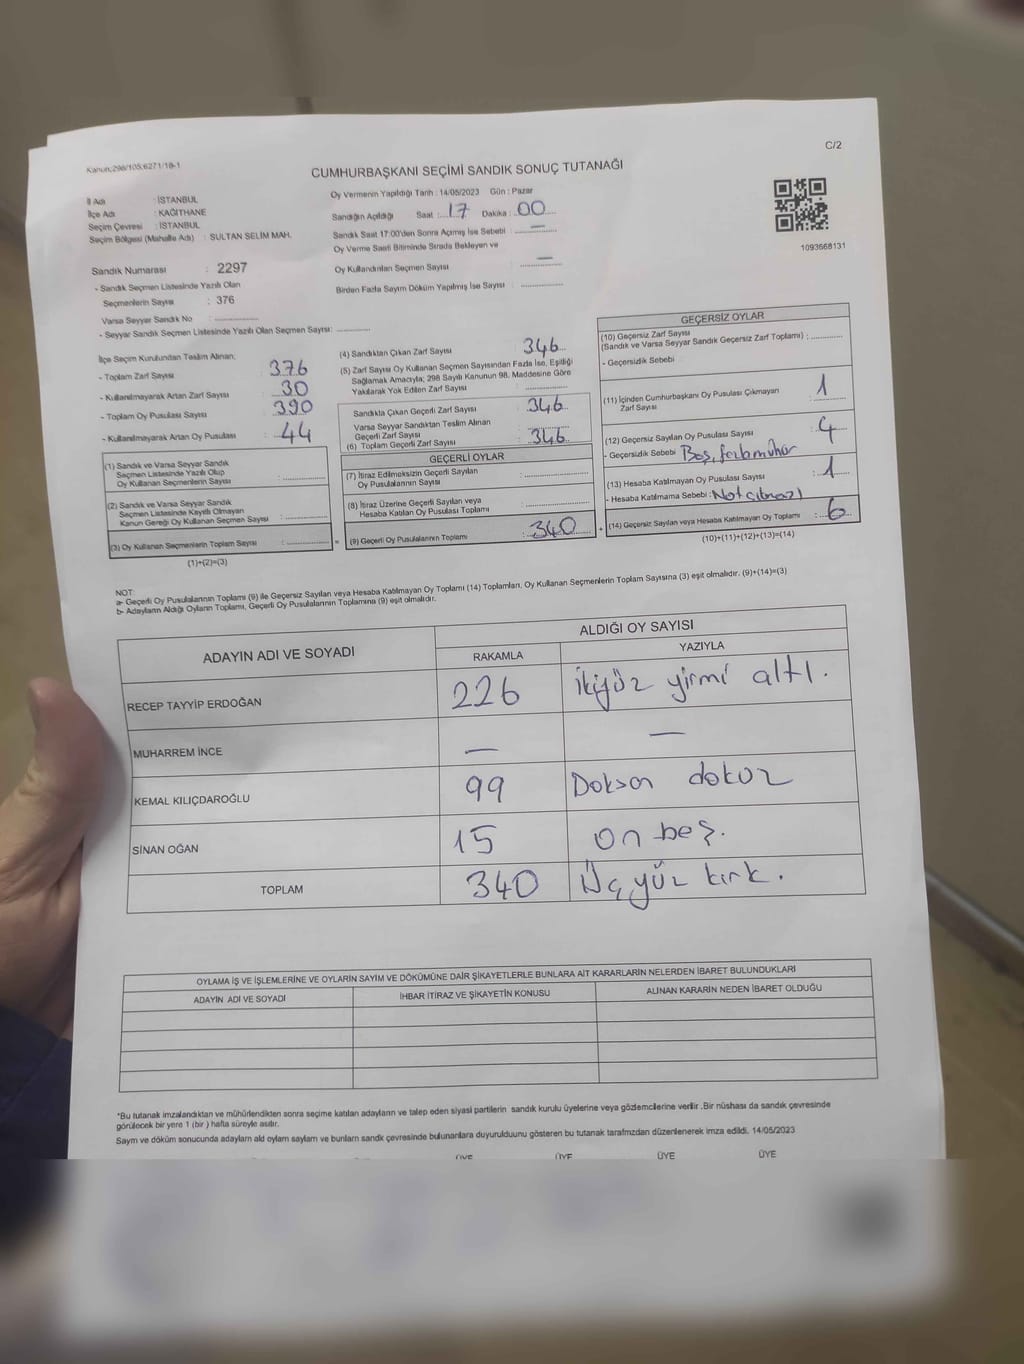 Kanun:298/105;6271/18-1
C/2
CUMHURBAŞKANI SEÇİMİ SANDIK SONUÇ TUTANAĞI
İl Adı : İSTANBUL
İlçe Adı : KAĞITHANE
Seçim Çevresi : İSTANBUL
Seçim Bölgesi (Mahalle Adı) : SULTAN SELİM MAH.
Oy Vermenin Yapıldığı Tarih : 14/05/2023 Gün : Pazar
Sandığın Açıldığı Saat : 17 Dakika : 00
Sandık Saat 17:00'den Sonra Açımış İse Sebebi : —
Oy Verme Saati Bitiminde Sırada Bekleyen ve
Oy Kullandırılan Seçmen Sayısı : —
Birden Fazla Sayım Döküm Yapılmış İse Sayısı :
1093668131
Sandık Numarası : 2297
- Sandık Seçmen Listesinde Yazılı Olan
Seçmenlerin Sayısı : 376
Varsa Seyyar Sandık No :
- Seyyar Sandık Seçmen Listesinde Yazılı Olan Seçmen Sayısı:
İlçe Seçim Kurulundan Teslim Alınan;
- Toplam Zarf Sayısı : 376
- Kullanılmayarak Artan Zarf Sayısı : 30
- Toplam Oy Pusulası Sayısı : 390
- Kullanılmayarak Artan Oy Pusulası : 44
(1) Sandık ve Varsa Seyyar Sandık
Seçmen Listesinde Yazılı Olup
Oy Kullanan Seçmenlerin Sayısı :
(2) Sandık ve Varsa Seyyar Sandık
Seçmen Listesinde Kayıtlı Olmayan
Kanun Gereği Oy Kullanan Seçmen Sayısı :
(3) Oy Kullanan Seçmenlerin Toplam Sayısı :
(1)+(2)=(3)
(4) Sandıktan Çıkan Zarf Sayısı : 346
(5) Zarf Sayısı Oy Kullanan Seçmen Sayısından Fazla İse, Eşitliği
Sağlamak Amacıyla; 298 Sayılı Kanunun 98. Maddesine Göre
Yakılarak Yok Edilen Zarf Sayısı :
Sandıkta Çıkan Geçerli Zarf Sayısı : 346
Varsa Seyyar Sandıktan Teslim Alınan
Geçerli Zarf Sayısı :
(6) Toplam Geçerli Zarf Sayısı : 346
GEÇERLİ OYLAR
(7) İtiraz Edilmeksizin Geçerli Sayılan
Oy Pusulasının Sayısı :
(8) İtiraz Üzerine Geçerli Sayılan veya
Hesaba Katılan Oy Pusulası Toplamı :
= (9) Geçerli Oy Pusulalarının Toplamı : 340
GEÇERSİZ OYLAR
(10) Geçersiz Zarf Sayısı
(Sandık ve Varsa Seyyar Sandık Geçersiz Zarf Toplamı) :
- Geçersizlik Sebebi
(11) İçinden Cumhurbaşkanı Oy Pusulası Çıkmayan
Zarf Sayısı : 1
(12) Geçersiz Sayılan Oy Pusulası Sayısı : 4
- Geçersizlik Sebebi Boş, fazla mühür
(13) Hesaba Katılmayan Oy Pusulası Sayısı : 1
- Hesaba Katılmama Sebebi : Not
+ (14) Geçersiz Sayılan veya Hesaba Katılmayan Oy Toplamı : 6
(10)+(11)+(12)+(13)=(14)
NOT:
a- Geçerli Oy Pusulalarının Toplamı (9) ile Geçersiz Sayılan veya Hesaba Katılmayan Oy Toplamı (14) Toplamları, Oy Kullanan Seçmenlerin Toplam Sayısına (3) eşit olmalıdır. (9)+(14)=(3)
b- Adayların Aldığı Oyların Toplamı, Geçerli Oy Pusulalarının Toplamına (9) eşit olmalıdır.
ADAYIN ADI VE SOYADI
ALDIĞI OY SAYISI
RAKAMLA YAZIYLA
RECEP TAYYİP ERDOĞAN 226 İkiyüz yirmi altı.
MUHARREM İNCE — —
KEMAL KILIÇDAROĞLU 99 Doksan dokuz
SİNAN OĞAN 15 on beş.
TOPLAM 340 Üçyüz kırk.
OYLAMA İŞ VE İŞLEMLERİNE VE OYLARIN SAYIM VE DÖKÜMÜNE DAİR ŞİKAYETLERLE BUNLARA AİT KARARLARIN NELERDEN İBARET BULUNDUKLARI
ADAYIN ADI VE SOYADI İHBAR İTİRAZ VE ŞİKAYETİN KONUSU ALINAN KARARIN NEDEN İBARET OLDUĞU
*Bu tutanak imzalandıktan ve mühürlendikten sonra seçime katılan adayların ve talep eden siyasi partilerin sandık kurulu üyelerine veya gözlemcilerine verilir .Bir nüshası da sandık çevresinde
görülecek bir yere 1 (bir ) hafta süreyle asılır.
Sayım ve döküm sonucunda adayların aldı oyların sayların ve bunların sandık çevresinde bulunanlara duyurulduunu gösteren bu tutanak tarafımzdan düzenlenerek imza edildi. 14/05/2023
ÜYE ÜYE ÜYE ÜYE